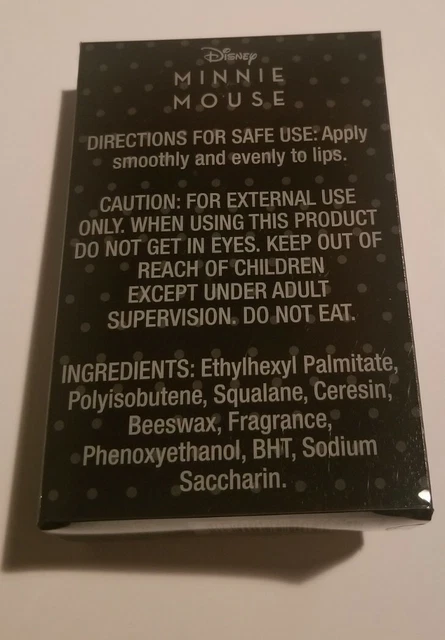 Disney
MINNIE
MOUSE
DIRECTIONS FOR SAFE USE: Apply
smoothly and evenly to lips.
CAUTION: FOR EXTERNAL USE
ONLY. WHEN USING THIS PRODUCT
DO NOT GET IN EYES. KEEP OUT OF
REACH OF CHILDREN
EXCEPT UNDER ADULT
SUPERVISION. DO NOT EAT.
INGREDIENTS: Ethylhexyl Palmitate,
Polyisobutene, Squalane, Ceresin,
Beeswax, Fragrance,
Phenoxyethanol, BHT, Sodium
Saccharin.